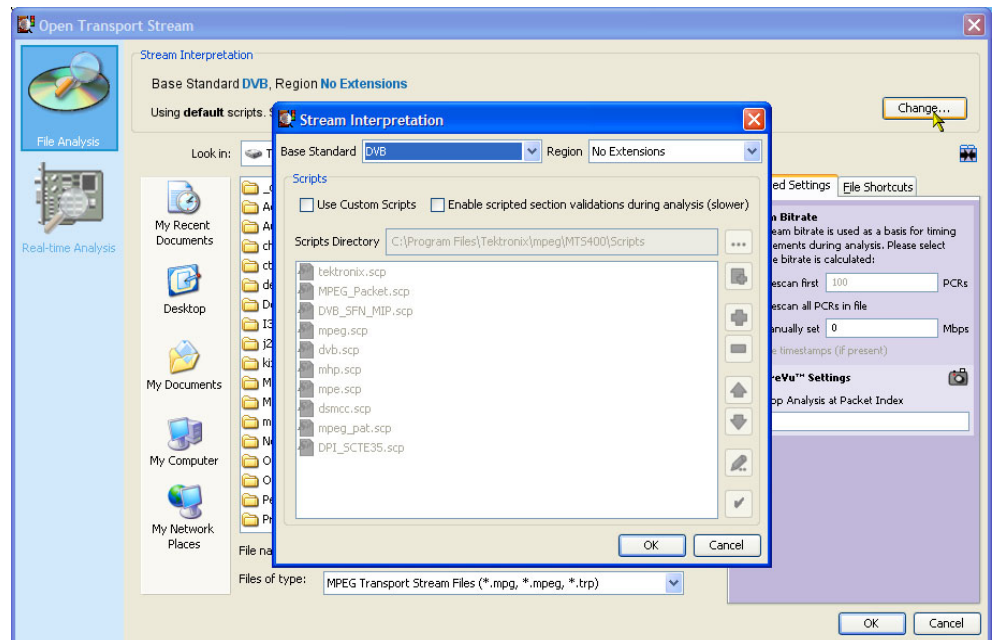 Open Transport Stream
File Analysis
Real-time Analysis
Stream Interpretation
Base Standard DVB, Region No Extensions
Using default scripts.
Change...
Look in:
My Recent
Documents
Desktop
My Documents
My Computer
My Network
Places
File na
Files of type: MPEG Transport Stream Files (*.mpg, *.mpeg, *.trp)
Stream Interpretation
Base Standard DVB Region No Extensions
Scripts
Use Custom Scripts Enable scripted section validations during analysis (slower)
Scripts Directory C:\Program Files\Tektronix\mpeg\MTS400\Scripts
...
tektronix.scp
MPEG_Packet.scp
DVB_SFN_MIP.scp
mpeg.scp
dvb.scp
mhp.scp
mpe.scp
dsmcc.scp
mpeg_pat.scp
DPI_SCTE35.scp
OK Cancel
ed Settings File Shortcuts
Bitrate
eam bitrate is used as a basis for timing
ements during analysis. Please select
e bitrate is calculated:
escan first 100 PCRs
escan all PCRs in file
anually set 0 Mbps
e timestamps (if present)
reVu™ Settings
op Analysis at Packet Index
OK Cancel